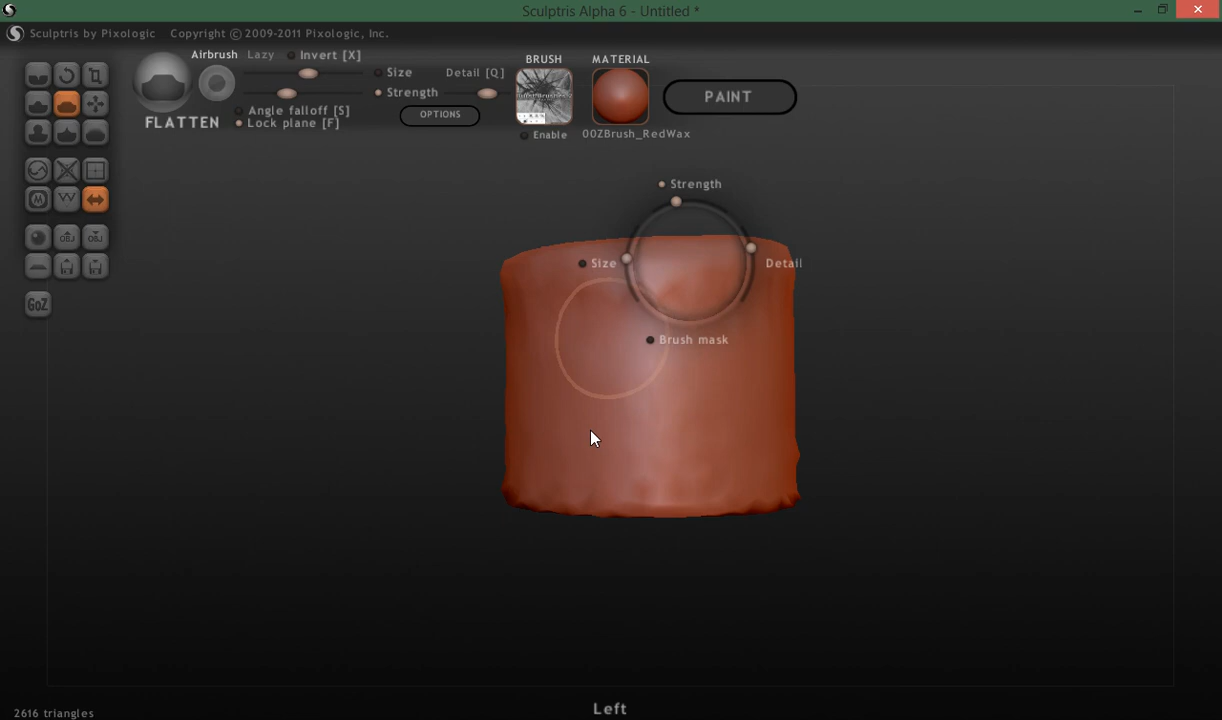 Sculptris Alpha 6 - Untitled *
Sculptris by Pixologic Copyright © 2009-2011 Pixologic, Inc.
Airbrush Lazy Invert [X]
Size Detail [Q]
Strength
Angle falloff [S]
Lock plane [F]
OPTIONS
FLATTEN
BRUSH
Enable
MATERIAL
00ZBrush_RedWax
PAINT
Strength
Size
Detail
Brush mask
OBJ OBJ
GoZ
2616 triangles
Left